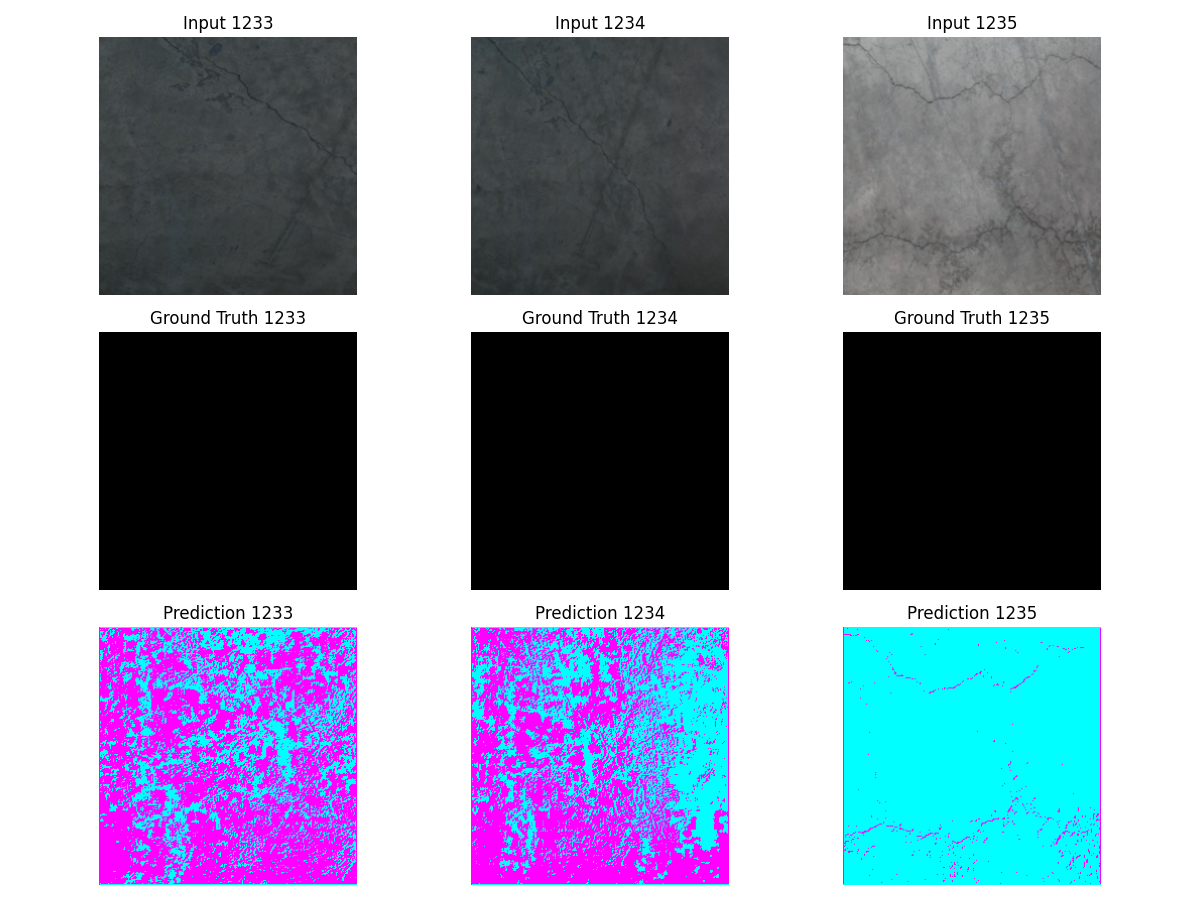 Input 1233
Input 1234
Input 1235
Ground Truth 1233
Ground Truth 1234
Ground Truth 1235
Prediction 1233
Prediction 1234
Prediction 1235